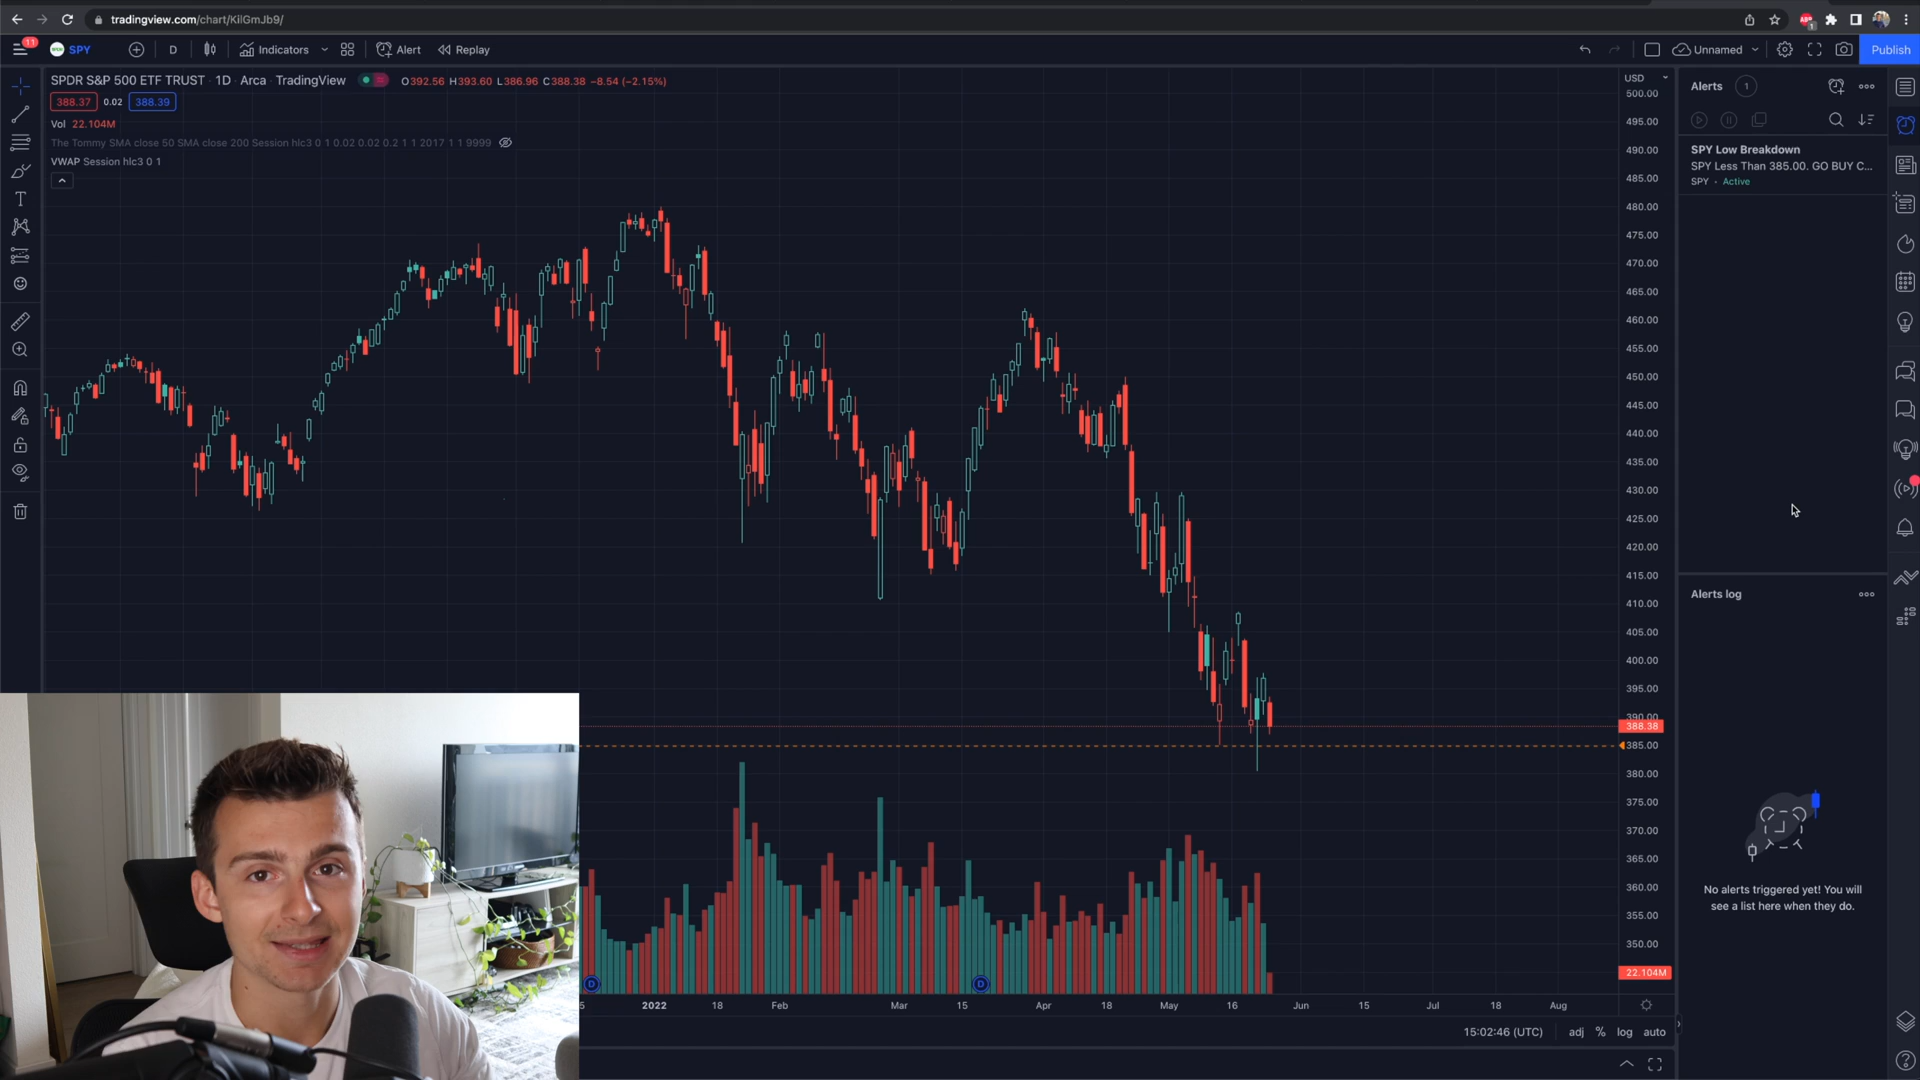 tradingview.com/chart/KilGmJb9/
11
SPY
D
Indicators
Alert
Replay
Unnamed
Publish
SPDR S&P 500 ETF TRUST · 1D · Arca · TradingView
O392.56 H393.60 L386.96 C388.38 −8.54 (−2.15%)
388.37 0.02 388.39
Vol 22.104M
The Tommy SMA close 50 SMA close 200 Session hlc3 0 1 0.02 0.02 0.2 1 1 2017 1 1 9999
VWAP Session hlc3 0 1
USD
500.00
495.00
490.00
485.00
480.00
475.00
470.00
465.00
460.00
455.00
450.00
445.00
440.00
435.00
430.00
425.00
420.00
415.00
410.00
405.00
400.00
395.00
390.00
388.38
385.00
380.00
375.00
370.00
365.00
360.00
355.00
350.00
22.104M
5 2022 18 Feb Mar 15 Apr 18 May 16 Jun 15 Jul 18 Aug
D D
15:02:46 (UTC) adj % log auto
Alerts 1
SPY Low Breakdown
SPY Less Than 385.00. GO BUY C...
SPY · Active
Alerts log
No alerts triggered yet! You will
see a list here when they do.